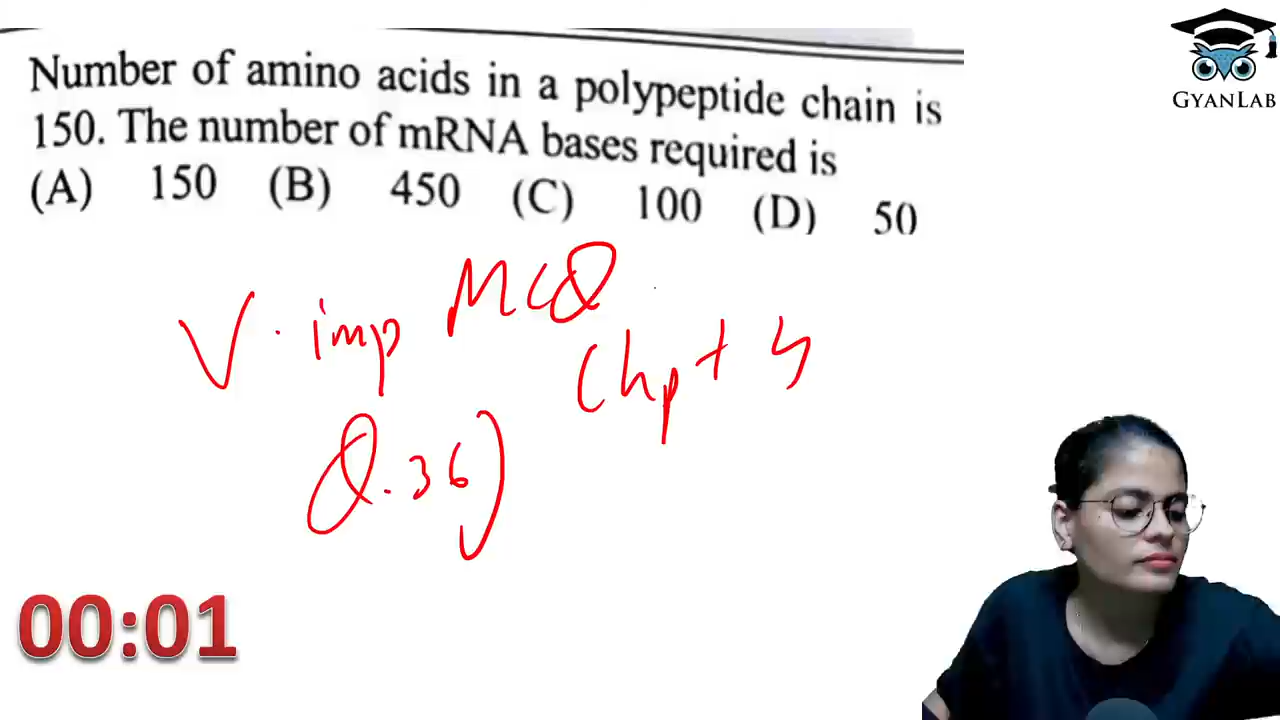 GYANLAB
Number of amino acids in a polypeptide chain is
150. The number of mRNA bases required is
(A) 150 (B) 450 (C) 100 (D) 50
V. imp MCQ
Chpt 5
Q.36)
00:01